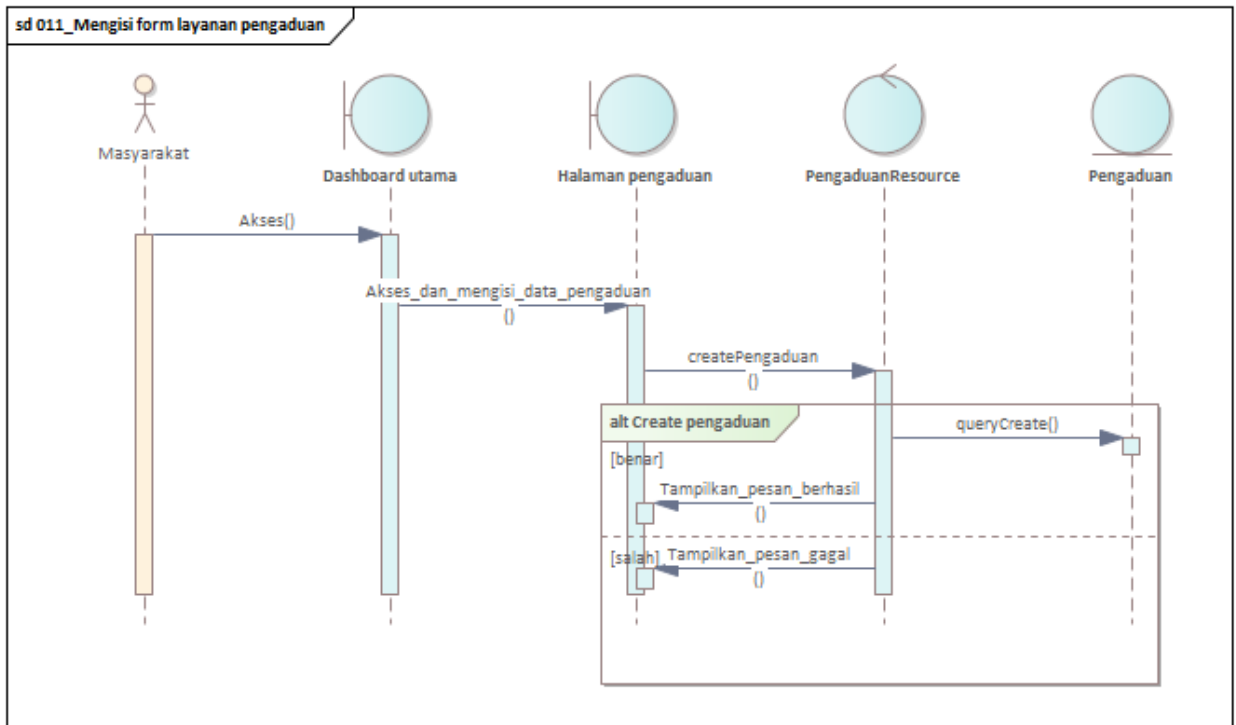 sd 011_Mengisi form layanan pengaduan
Masyarakat
Dashboard utama
Halaman pengaduan
PengaduanResource
Pengaduan
Akses()
Akses_dan_mengisi_data_pengaduan
()
createPengaduan
()
alt Create pengaduan
queryCreate()
[benar]
Tampilkan_pesan_berhasil
()
[salah]
Tampilkan_pesan_gagal
()